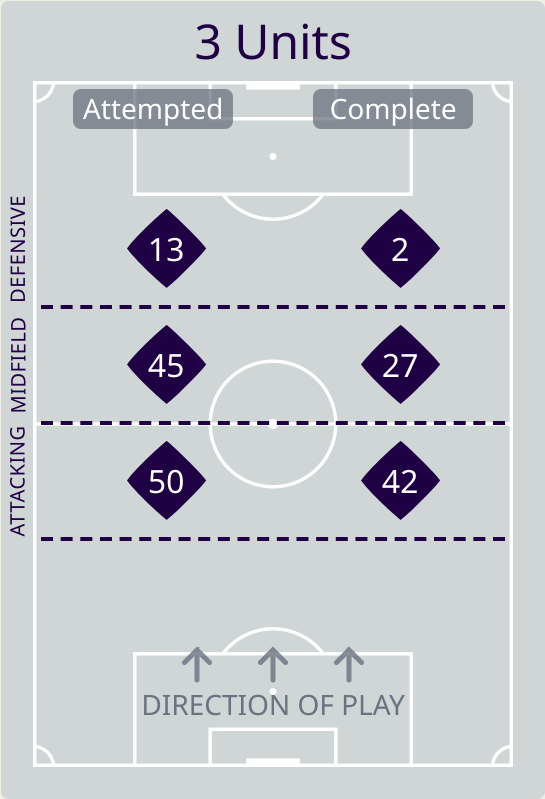 3 Units
Attempted Complete
DEFENSIVE
13 2
MIDFIELD
45 27
ATTACKING
50 42
DIRECTION OF PLAY